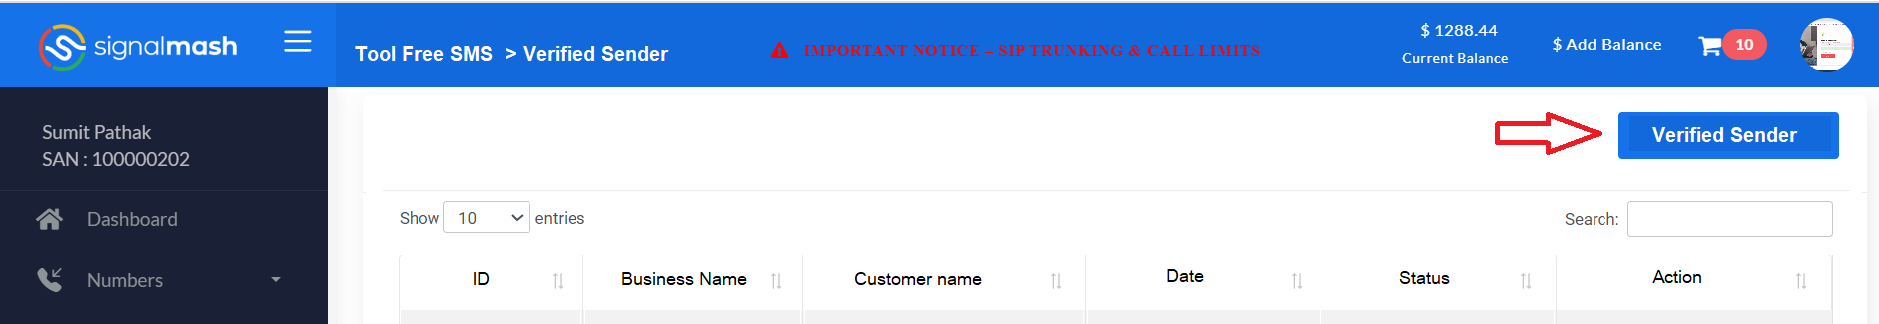 signalmash
Tool Free SMS > Verified Sender
IMPORTANT NOTICE – SIP TRUNKING & CALL LIMITS
$ 1288.44
Current Balance
$ Add Balance
10
Sumit Pathak
SAN : 100000202
Verified Sender
Dashboard
Show 10 entries
Search:
Numbers
ID Business Name Customer name Date Status Action